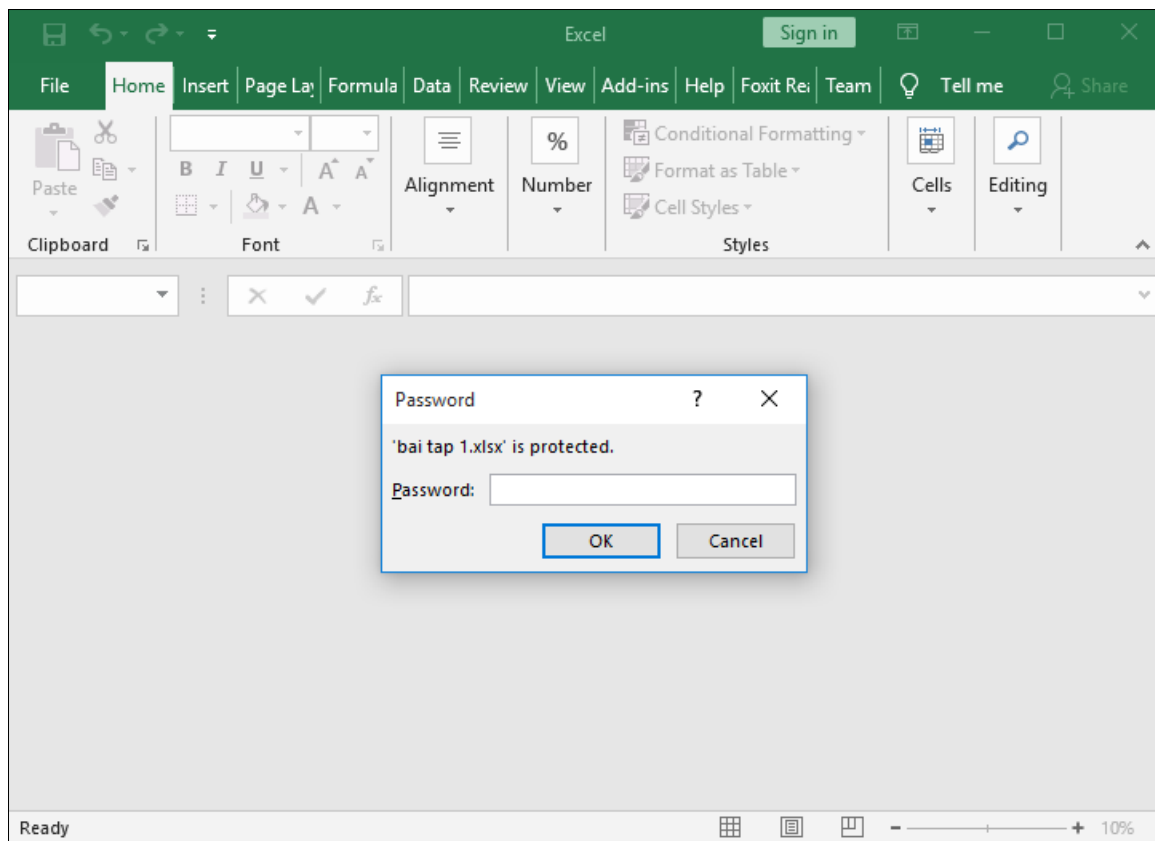 Excel Sign in
File Home Insert Page Lay Formula Data Review View Add-ins Help Foxit Rea Team Tell me Share
Paste
B I U A A
A
Alignment
%
Number
Conditional Formatting
Format as Table
Cell Styles
Cells
Editing
Clipboard Font Styles
fx
Password ?
'bai tap 1.xlsx' is protected.
Password:
OK Cancel
Ready - + 10%